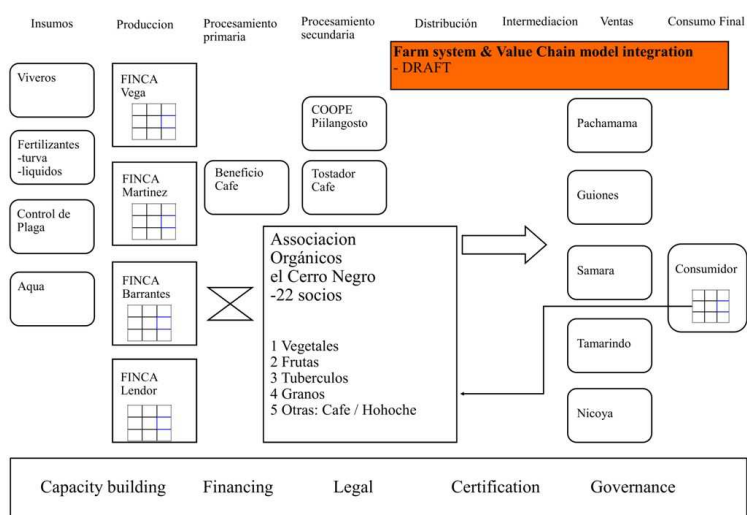 Insumos
Produccion
Procesamiento
primaria
Procesamiento
secundaria
Distribución
Intermediacion
Ventas
Consumo Final
Farm system & Value Chain model integration
- DRAFT
Viveros
Fertilizantes
-turva
-liquidos
Control de
Plaga
Aqua
FINCA
Vega
FINCA
Martinez
FINCA
Barrantes
FINCA
Lendor
Beneficio
Cafe
COOPE
Piilangosto
Tostador
Cafe
Associacion
Orgánicos
el Cerro Negro
-22 socios
1 Vegetales
2 Frutas
3 Tuberculos
4 Granos
5 Otras: Cafe / Hohoche
Pachamama
Guiones
Samara
Tamarindo
Nicoya
Consumidor
Capacity building
Financing
Legal
Certification
Governance